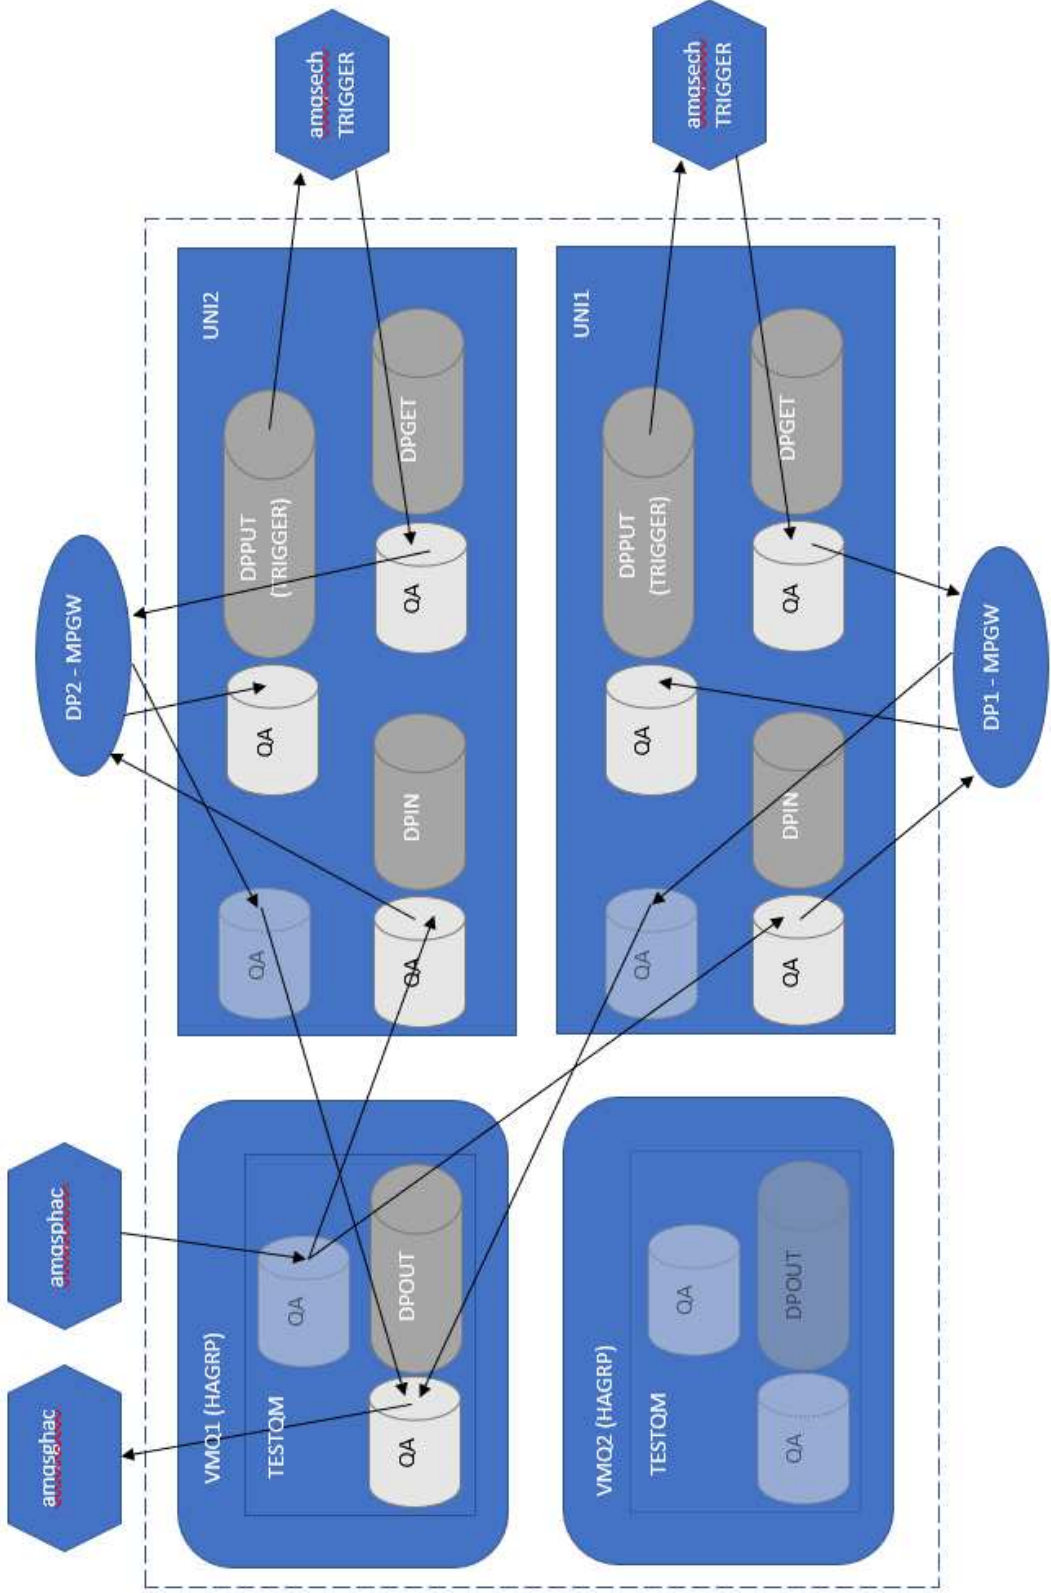 amqsghac
amqsphac
DP2 - MPGW
VMQ1 (HAGRP)
TESTQM
QA
QA
DPOUT
UNI2
QA
QA
DPPUT
(TRIGGER)
QA
DPIN
QA
DPGET
amqsech
TRIGGER
VMQ2 (HAGRP)
TESTQM
QA
QA
DPOUT
UNI1
QA
QA
DPPUT
(TRIGGER)
QA
DPIN
QA
DPGET
amqsech
TRIGGER
DP1 - MPGW